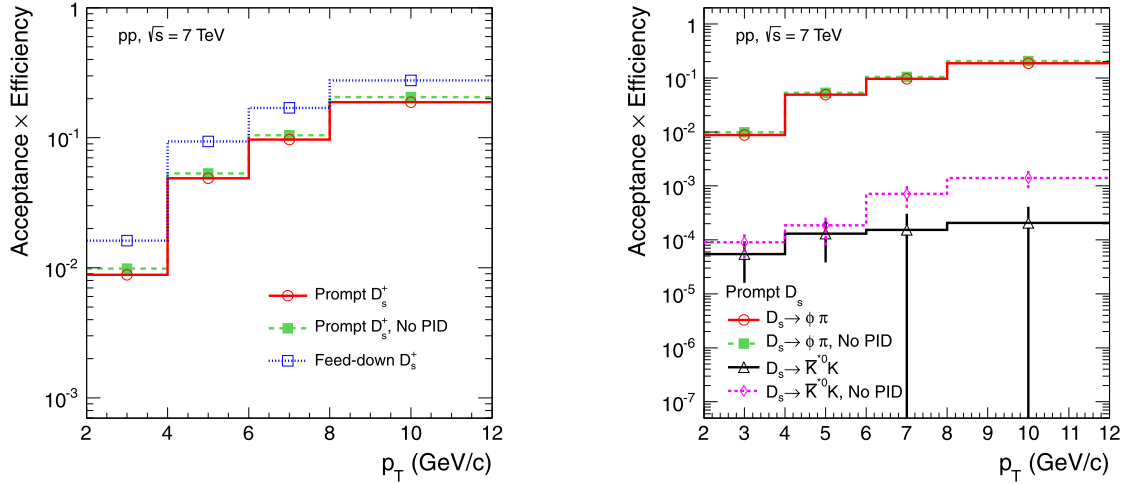 Acceptance × Efficiency
pp, √s = 7 TeV
1
10⁻¹
10⁻²
10⁻³
Prompt D_s⁺
Prompt D_s⁺, No PID
Feed-down D_s⁺
2 4 6 8 10 12
p_T (GeV/c)
Acceptance × Efficiency
pp, √s = 7 TeV
1
10⁻¹
10⁻²
10⁻³
10⁻⁴
10⁻⁵
10⁻⁶
10⁻⁷
Prompt D_s
D_s → φ π
D_s → φ π, No PID
D_s → K̅*⁰K
D_s → K̅*⁰K, No PID
2 3 4 5 6 7 8 9 10 11 12
p_T (GeV/c)